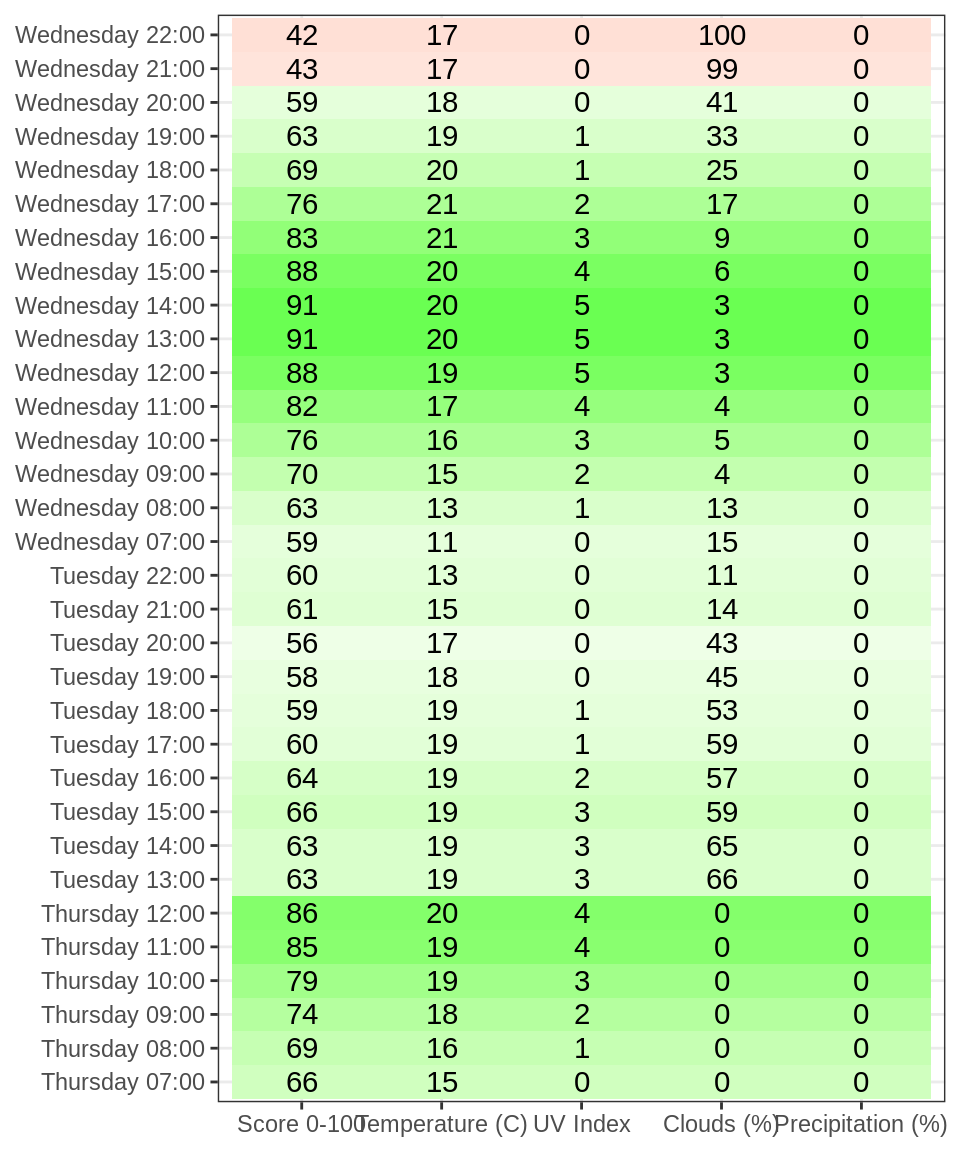 Wednesday 22:00 42 17 0 100 0
Wednesday 21:00 43 17 0 99 0
Wednesday 20:00 59 18 0 41 0
Wednesday 19:00 63 19 1 33 0
Wednesday 18:00 69 20 1 25 0
Wednesday 17:00 76 21 2 17 0
Wednesday 16:00 83 21 3 9 0
Wednesday 15:00 88 20 4 6 0
Wednesday 14:00 91 20 5 3 0
Wednesday 13:00 91 20 5 3 0
Wednesday 12:00 88 19 5 3 0
Wednesday 11:00 82 17 4 4 0
Wednesday 10:00 76 16 3 5 0
Wednesday 09:00 70 15 2 4 0
Wednesday 08:00 63 13 1 13 0
Wednesday 07:00 59 11 0 15 0
Tuesday 22:00 60 13 0 11 0
Tuesday 21:00 61 15 0 14 0
Tuesday 20:00 56 17 0 43 0
Tuesday 19:00 58 18 0 45 0
Tuesday 18:00 59 19 1 53 0
Tuesday 17:00 60 19 1 59 0
Tuesday 16:00 64 19 2 57 0
Tuesday 15:00 66 19 3 59 0
Tuesday 14:00 63 19 3 65 0
Tuesday 13:00 63 19 3 66 0
Thursday 12:00 86 20 4 0 0
Thursday 11:00 85 19 4 0 0
Thursday 10:00 79 19 3 0 0
Thursday 09:00 74 18 2 0 0
Thursday 08:00 69 16 1 0 0
Thursday 07:00 66 15 0 0 0
Score 0-100 Temperature (C) UV Index Clouds (%) Precipitation (%)